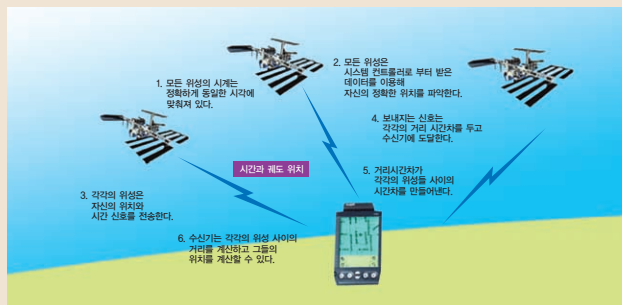 1. 모든 위성의 시계는
정확하게 동일한 시각에
맞춰져 있다.
2. 모든 위성은
시스템 컨트롤러로 부터 받은
데이터를 이용해
자신의 정확한 위치를 파악한다.
3. 각각의 위성은
자신의 위치와
시간 신호를 전송한다.
시간과 궤도 위치
4. 보내지는 신호는
각각의 거리 시간차를 두고
수신기에 도달한다.
5. 거리시간차가
각각의 위성들 사이의
시간차를 만들어낸다.
6. 수신기는 각각의 위성 사이의
거리를 계산하고 그들의
위치를 계산할 수 있다.